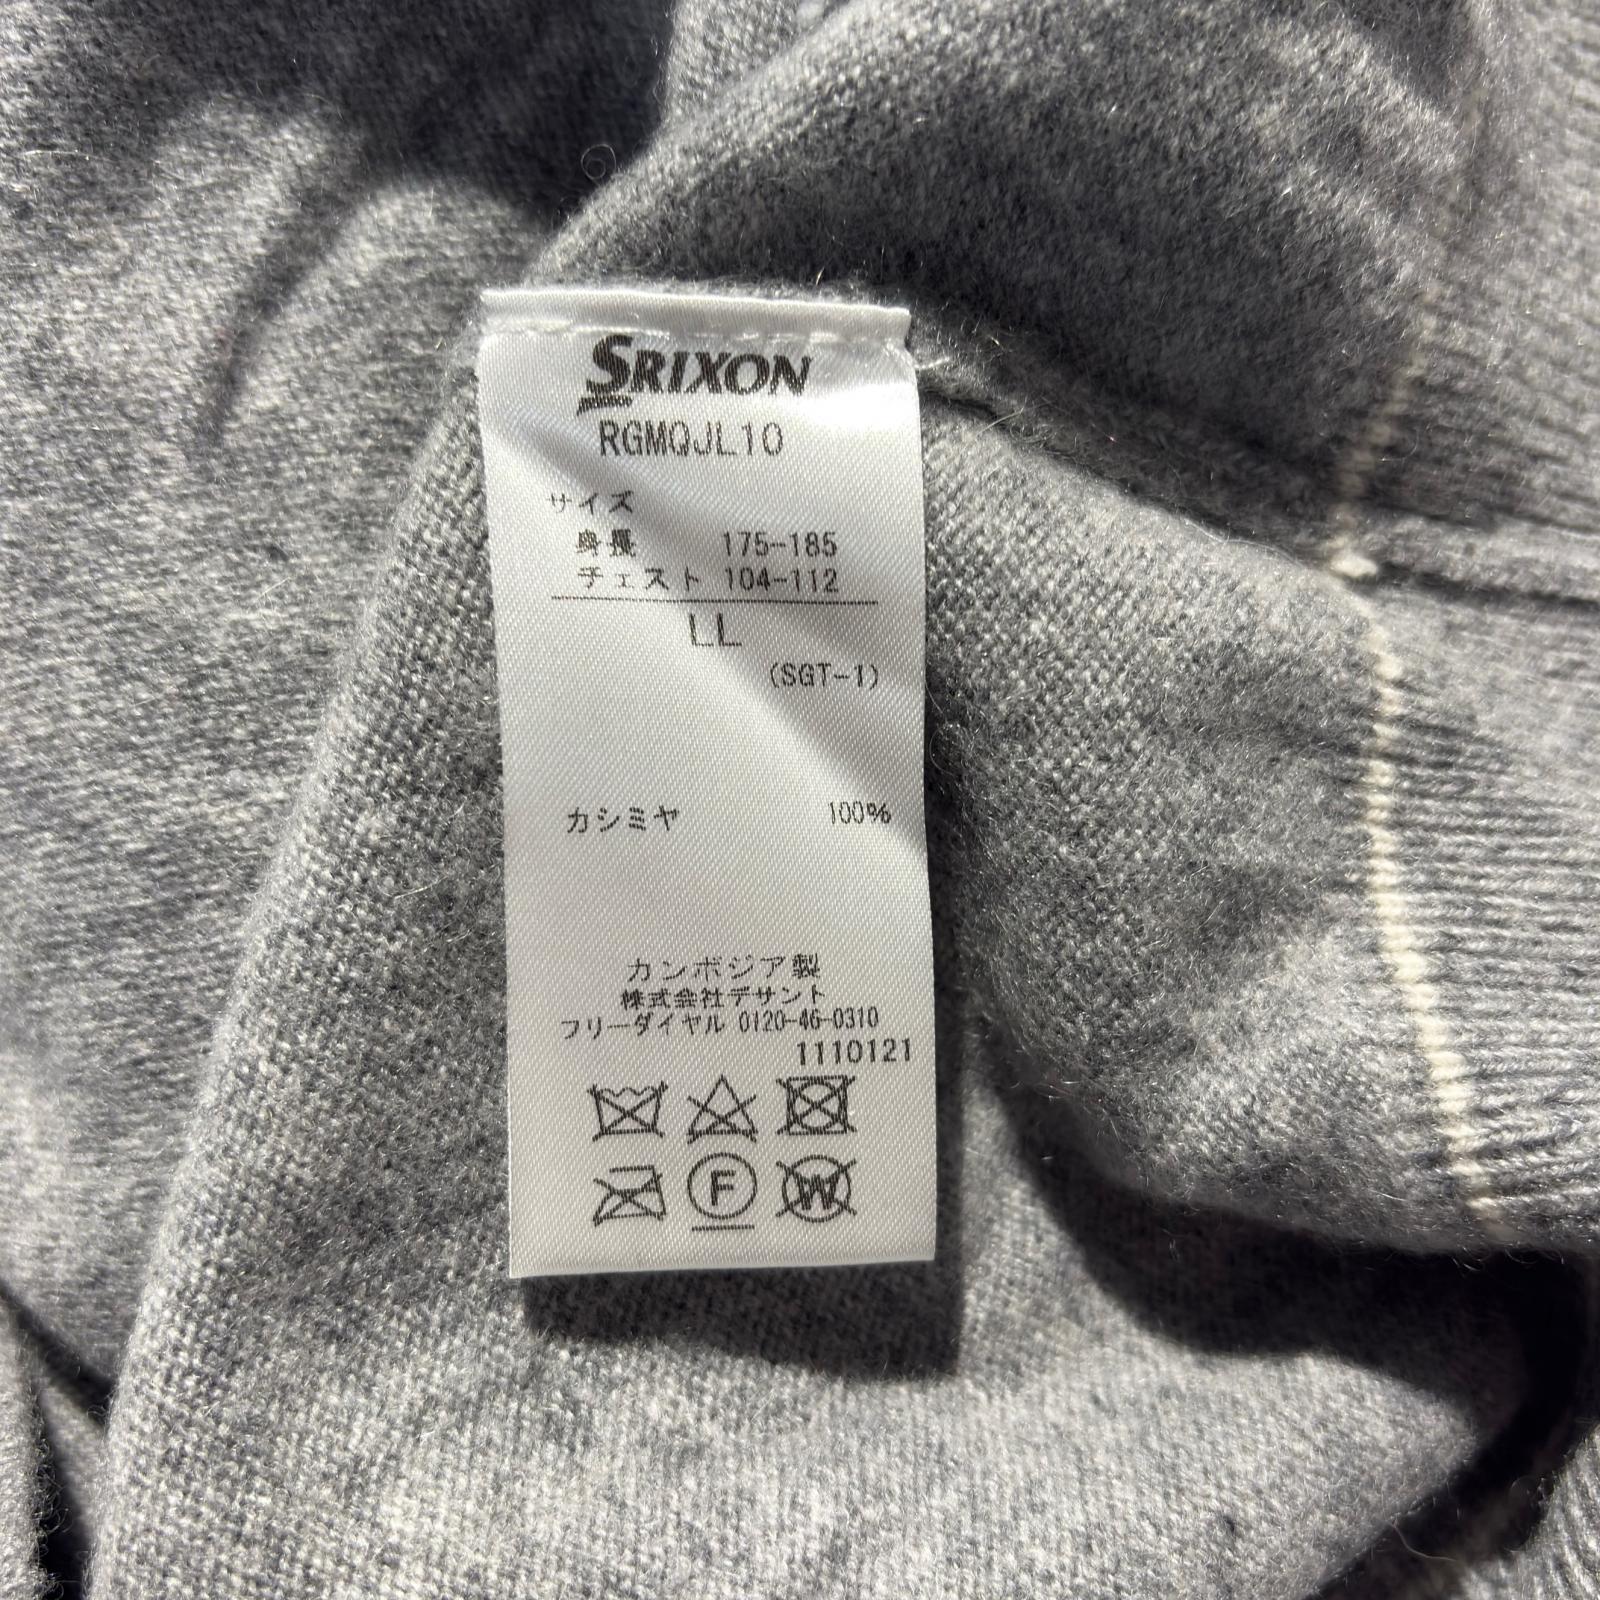 SRIXON
RGMQJL10
サイズ
身長 175-185
チェスト 104-112
LL
(SGT-1)
カシミヤ 100%
カンボジア製
株式会社デサント
フリーダイヤル 0120-46-0310
1110121
F
W